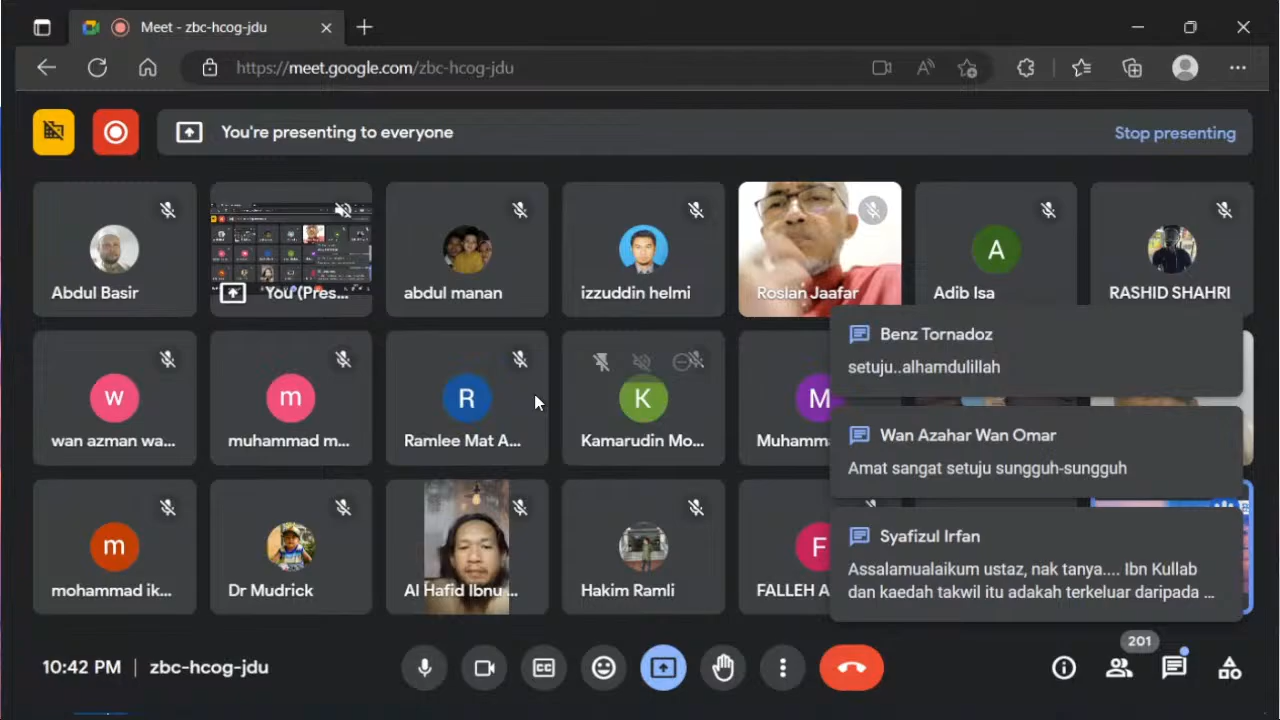 Meet - zbc-hcog-jdu
https://meet.google.com/zbc-hcog-jdu
You're presenting to everyone
Stop presenting
Abdul Basir
You (Pres...
abdul manan
izzuddin helmi
Roslan Jaafar
Adib Isa
A
RASHID SHAHRI
Benz Tornadoz
setuju..alhamdulillah
w
wan azman wa...
m
muhammad m...
R
Ramlee Mat A...
K
Kamarudin Mo...
M
Muhamma
Wan Azahar Wan Omar
Amat sangat setuju sungguh-sungguh
m
mohammad ik...
Dr Mudrick
Al Hafid Ibnu ...
Hakim Ramli
F
FALLEH A
Syafizul Irfan
Assalamualaikum ustaz, nak tanya.... Ibn Kullab
dan kaedah takwil itu adakah terkeluar daripada ...
10:42 PM | zbc-hcog-jdu
CC
201